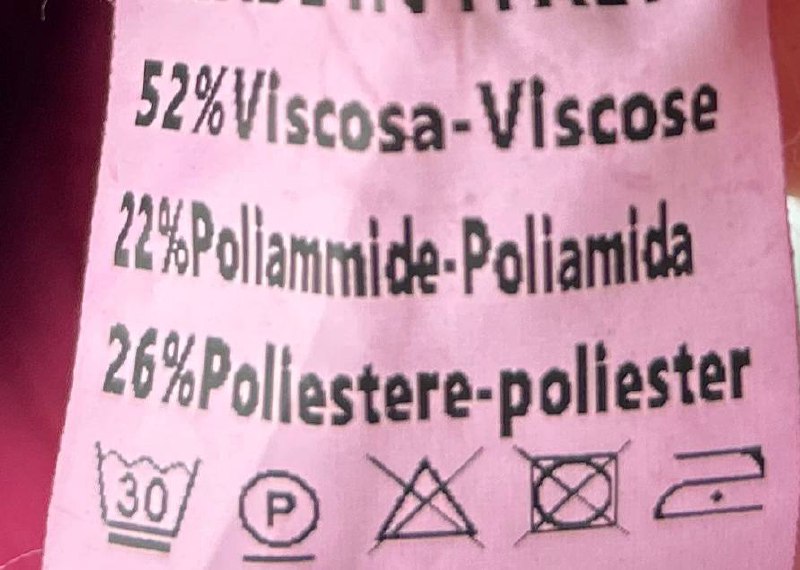 52%Viscosa-Viscose
22%Poliammide-Poliamida
26%Poliestere-poliester
30 P